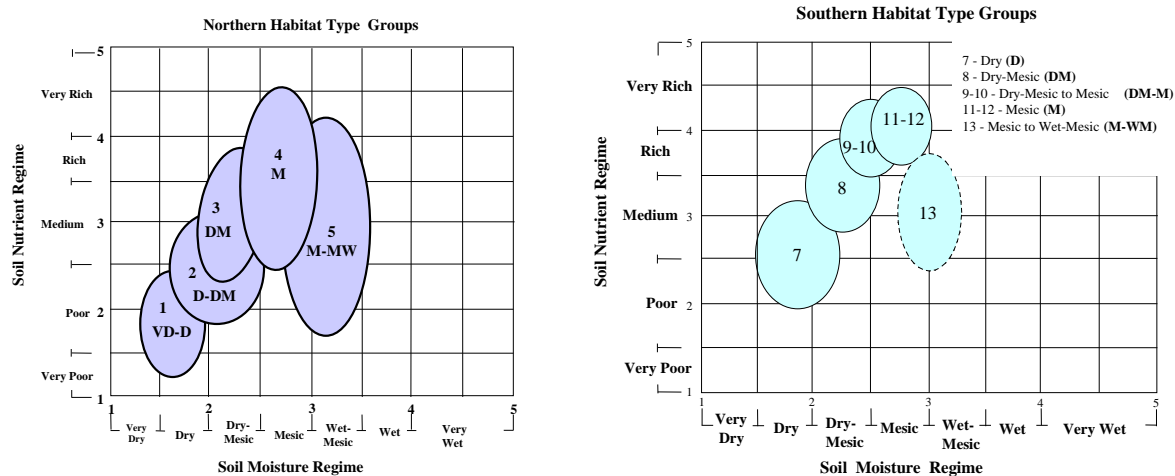 Northern Habitat Type Groups
Soil Nutrient Regime
5
Very Rich
4
Rich
Medium
3
Poor
2
Very Poor
1
4
M
3
DM
5
M-MW
2
D-DM
1
VD-D
1
2
3
4
5
Very
Dry
Dry
Dry-
Mesic
Mesic
Wet-
Mesic
Wet
Very
Wet
Soil Moisture Regime
Southern Habitat Type Groups
Soil Nutrient Regime
5
Very Rich
4
Rich
Medium
3
Poor
2
Very Poor
1
7 - Dry (D)
8 - Dry-Mesic (DM)
9-10 - Dry-Mesic to Mesic (DM-M)
11-12 - Mesic (M)
13 - Mesic to Wet-Mesic (M-WM)
11-12
9-10
8
13
7
1
2
3
4
5
Very
Dry
Dry
Dry-
Mesic
Mesic
Wet-
Mesic
Wet
Very Wet
Soil Moisture Regime